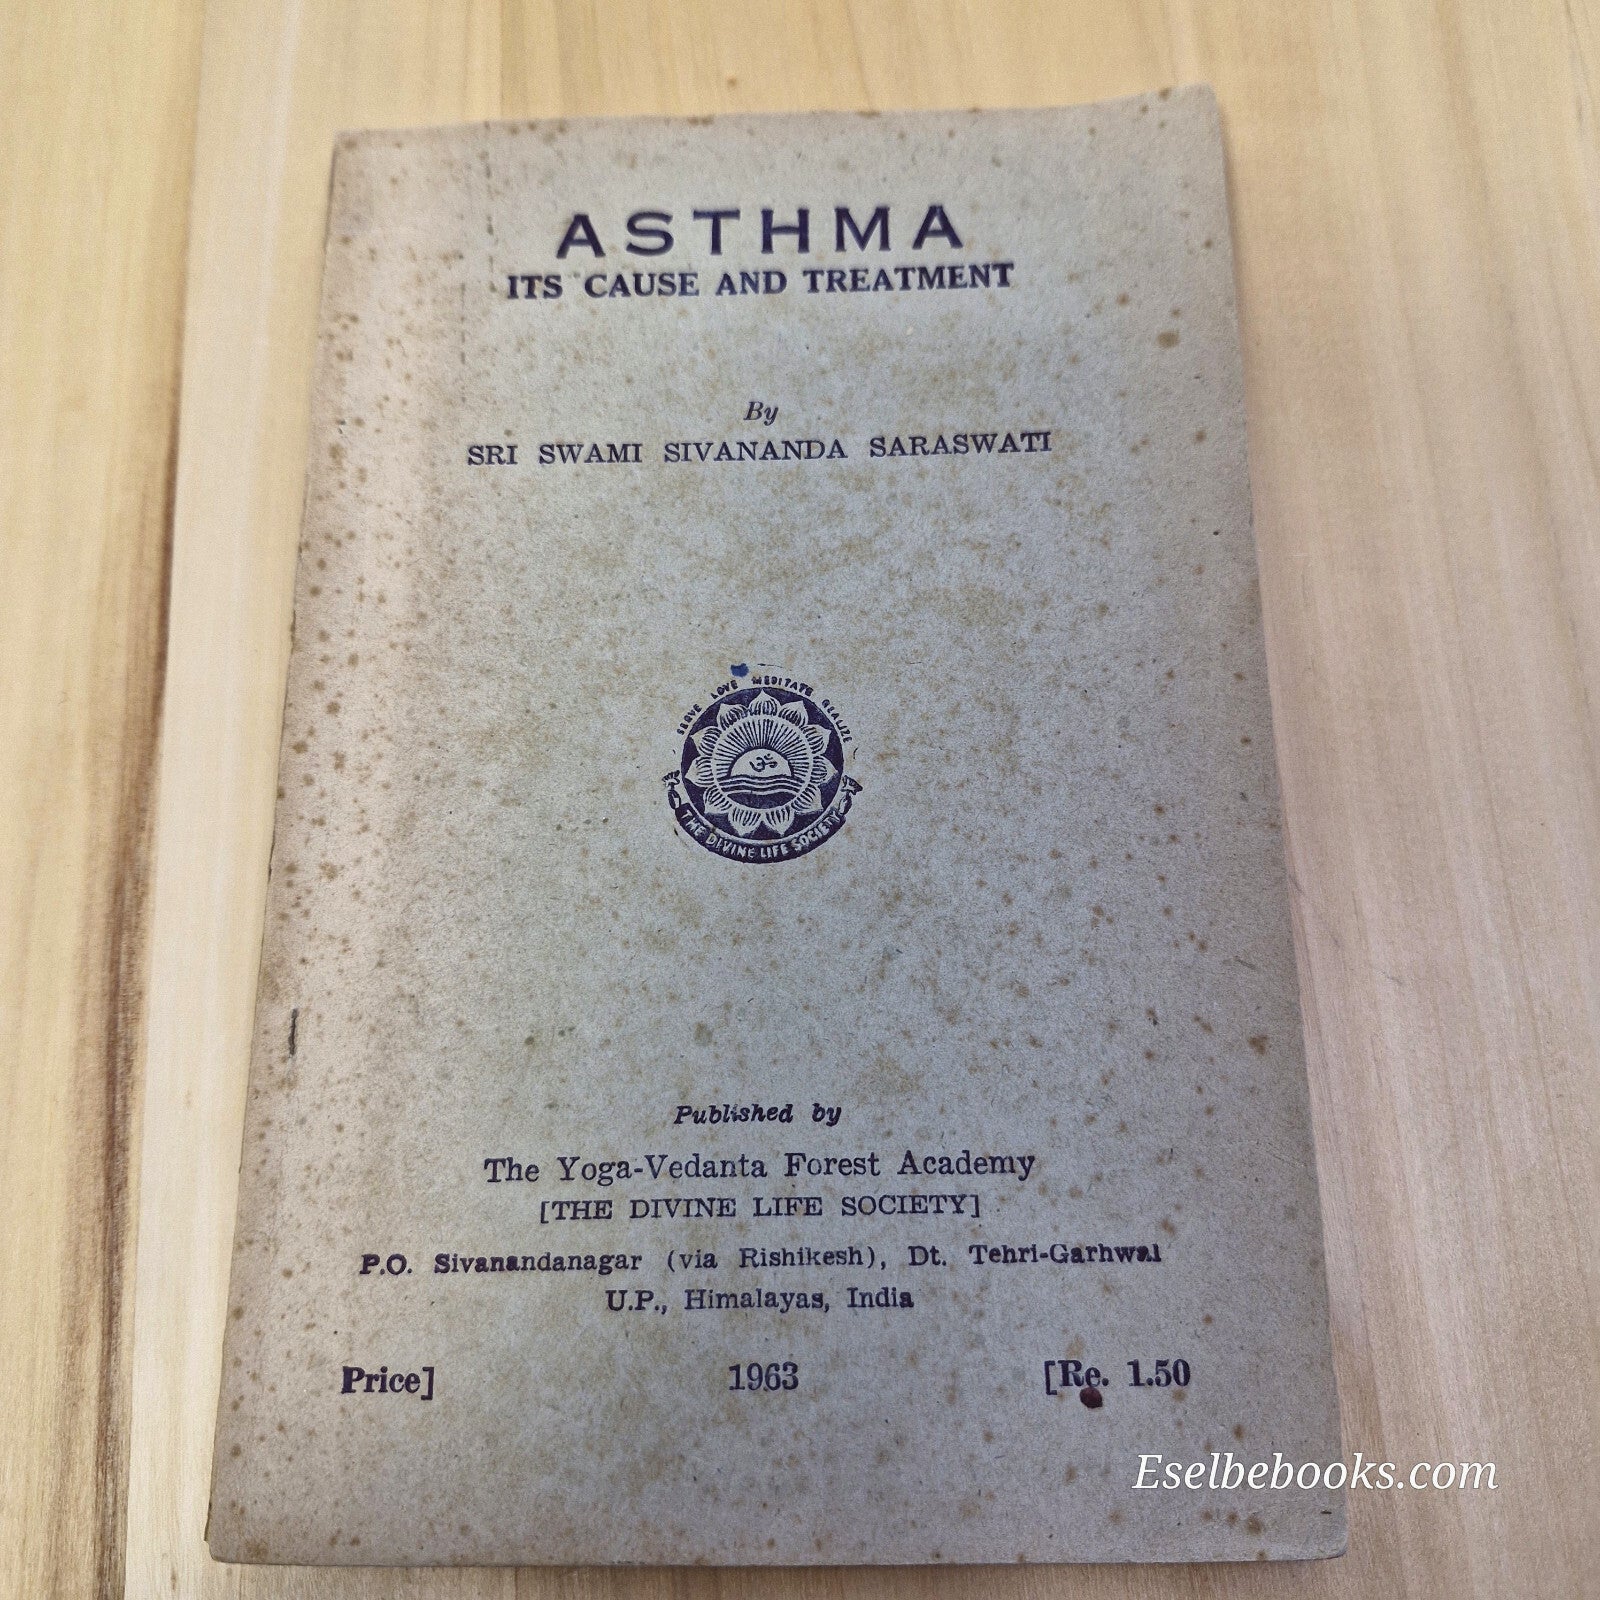 ASTHMA
ITS CAUSE AND TREATMENT
By
SRI SWAMI SIVANANDA SARASWATI
SERVE LOVE MEDITATE REALIZE
ॐ
THE DIVINE LIFE SOCIETY
Published by
The Yoga-Vedanta Forest Academy
[THE DIVINE LIFE SOCIETY]
P.O. Sivanandanagar (via Rishikesh), Dt. Tehri-Garhwal
U.P., Himalayas, India
Price] 1963 [Re. 1.50
Eselbebooks.com